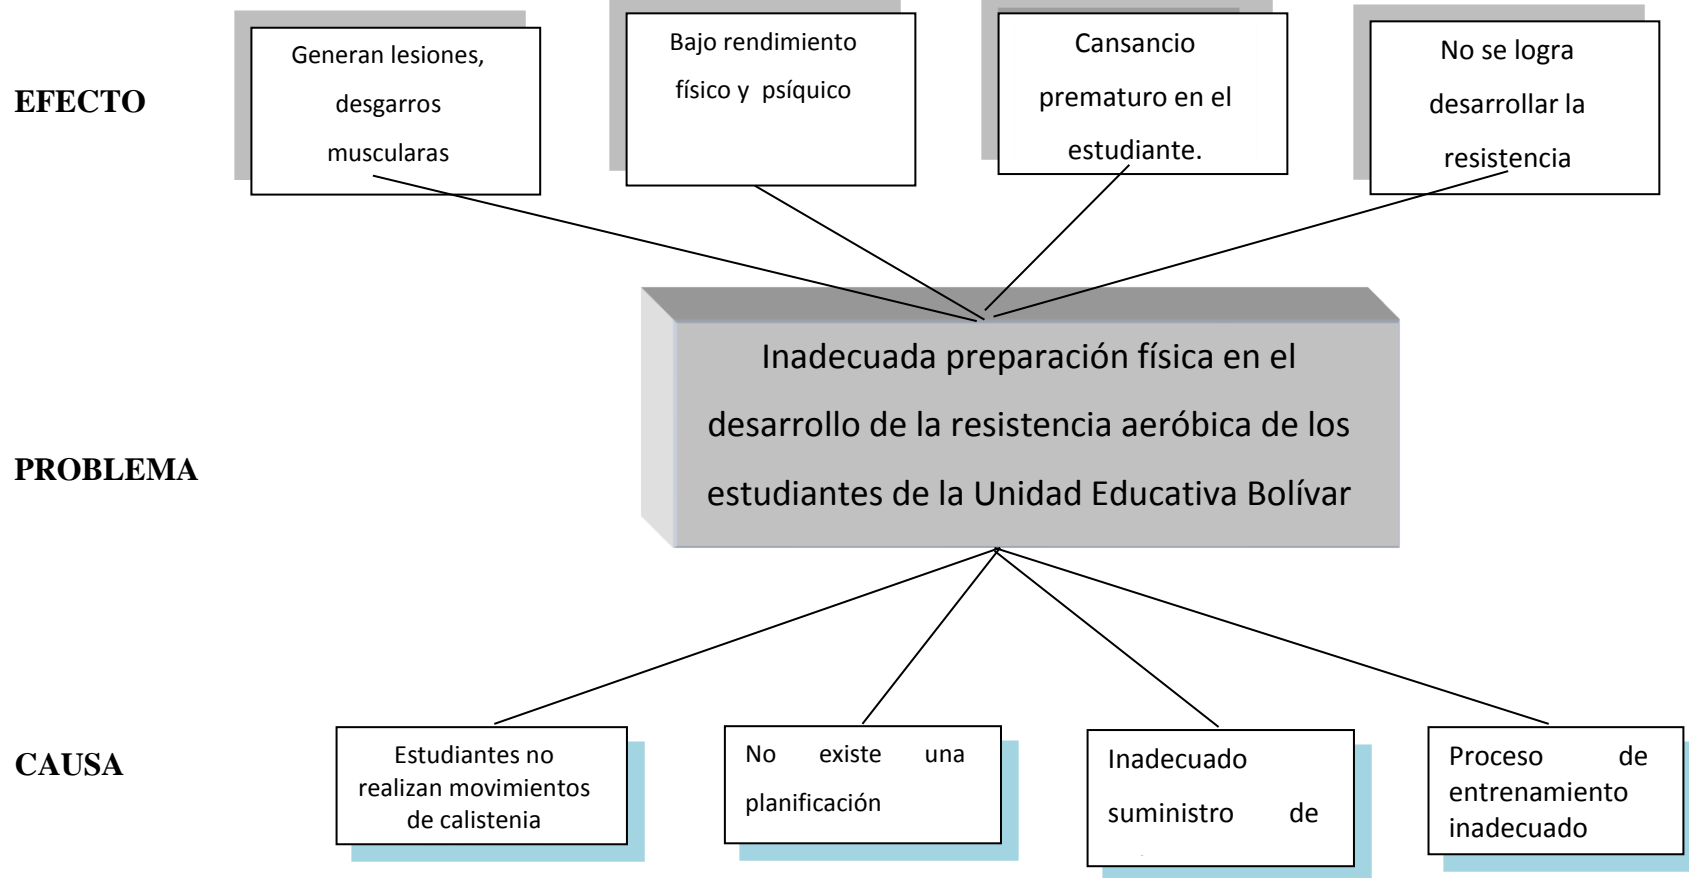 EFECTO
Generan lesiones,
desgarros
muscularas
Bajo rendimiento
físico y psíquico
Cansancio
prematuro en el
estudiante.
No se logra
desarrollar la
resistencia
PROBLEMA
Inadecuada preparación física en el
desarrollo de la resistencia aeróbica de los
estudiantes de la Unidad Educativa Bolívar
CAUSA
Estudiantes no
realizan movimientos
de calistenia
No existe una
planificación
Inadecuado
suministro de
Proceso de
entrenamiento
inadecuado